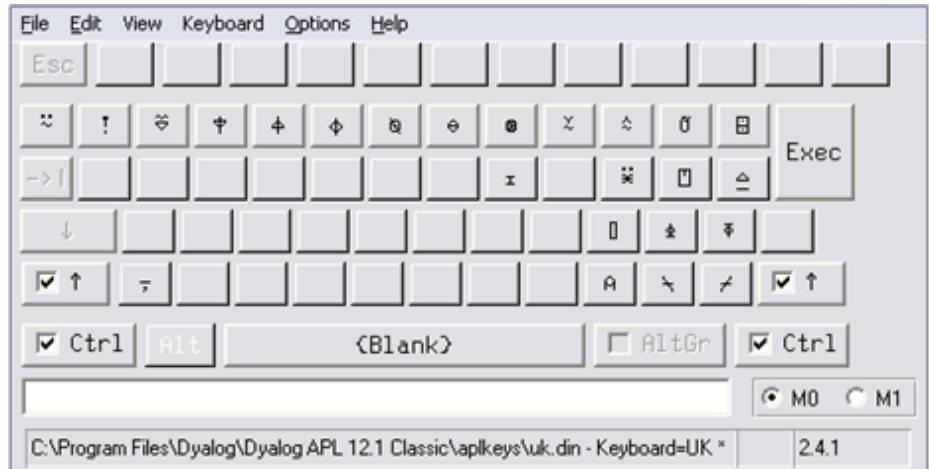 File Edit View Keyboard Options Help
Esc
⍨ ! ⍫ ⍒ ⍋ ⌽ ⍉ ⊖ ⍟ ⍱ ⍲ ⌹ Exec
->| ⌶ ⍣ ⍞ ⍙
↓ ⌷ ⍎ ⍕
↑ ⍪ ⍝ ⍀ ⌿ ↑
Ctrl Alt {Blank} AltGr Ctrl
M0 M1
C:\Program Files\Dyalog\Dyalog APL 12.1 Classic\aplkeys\uk.din - Keyboard=UK * 2.4.1